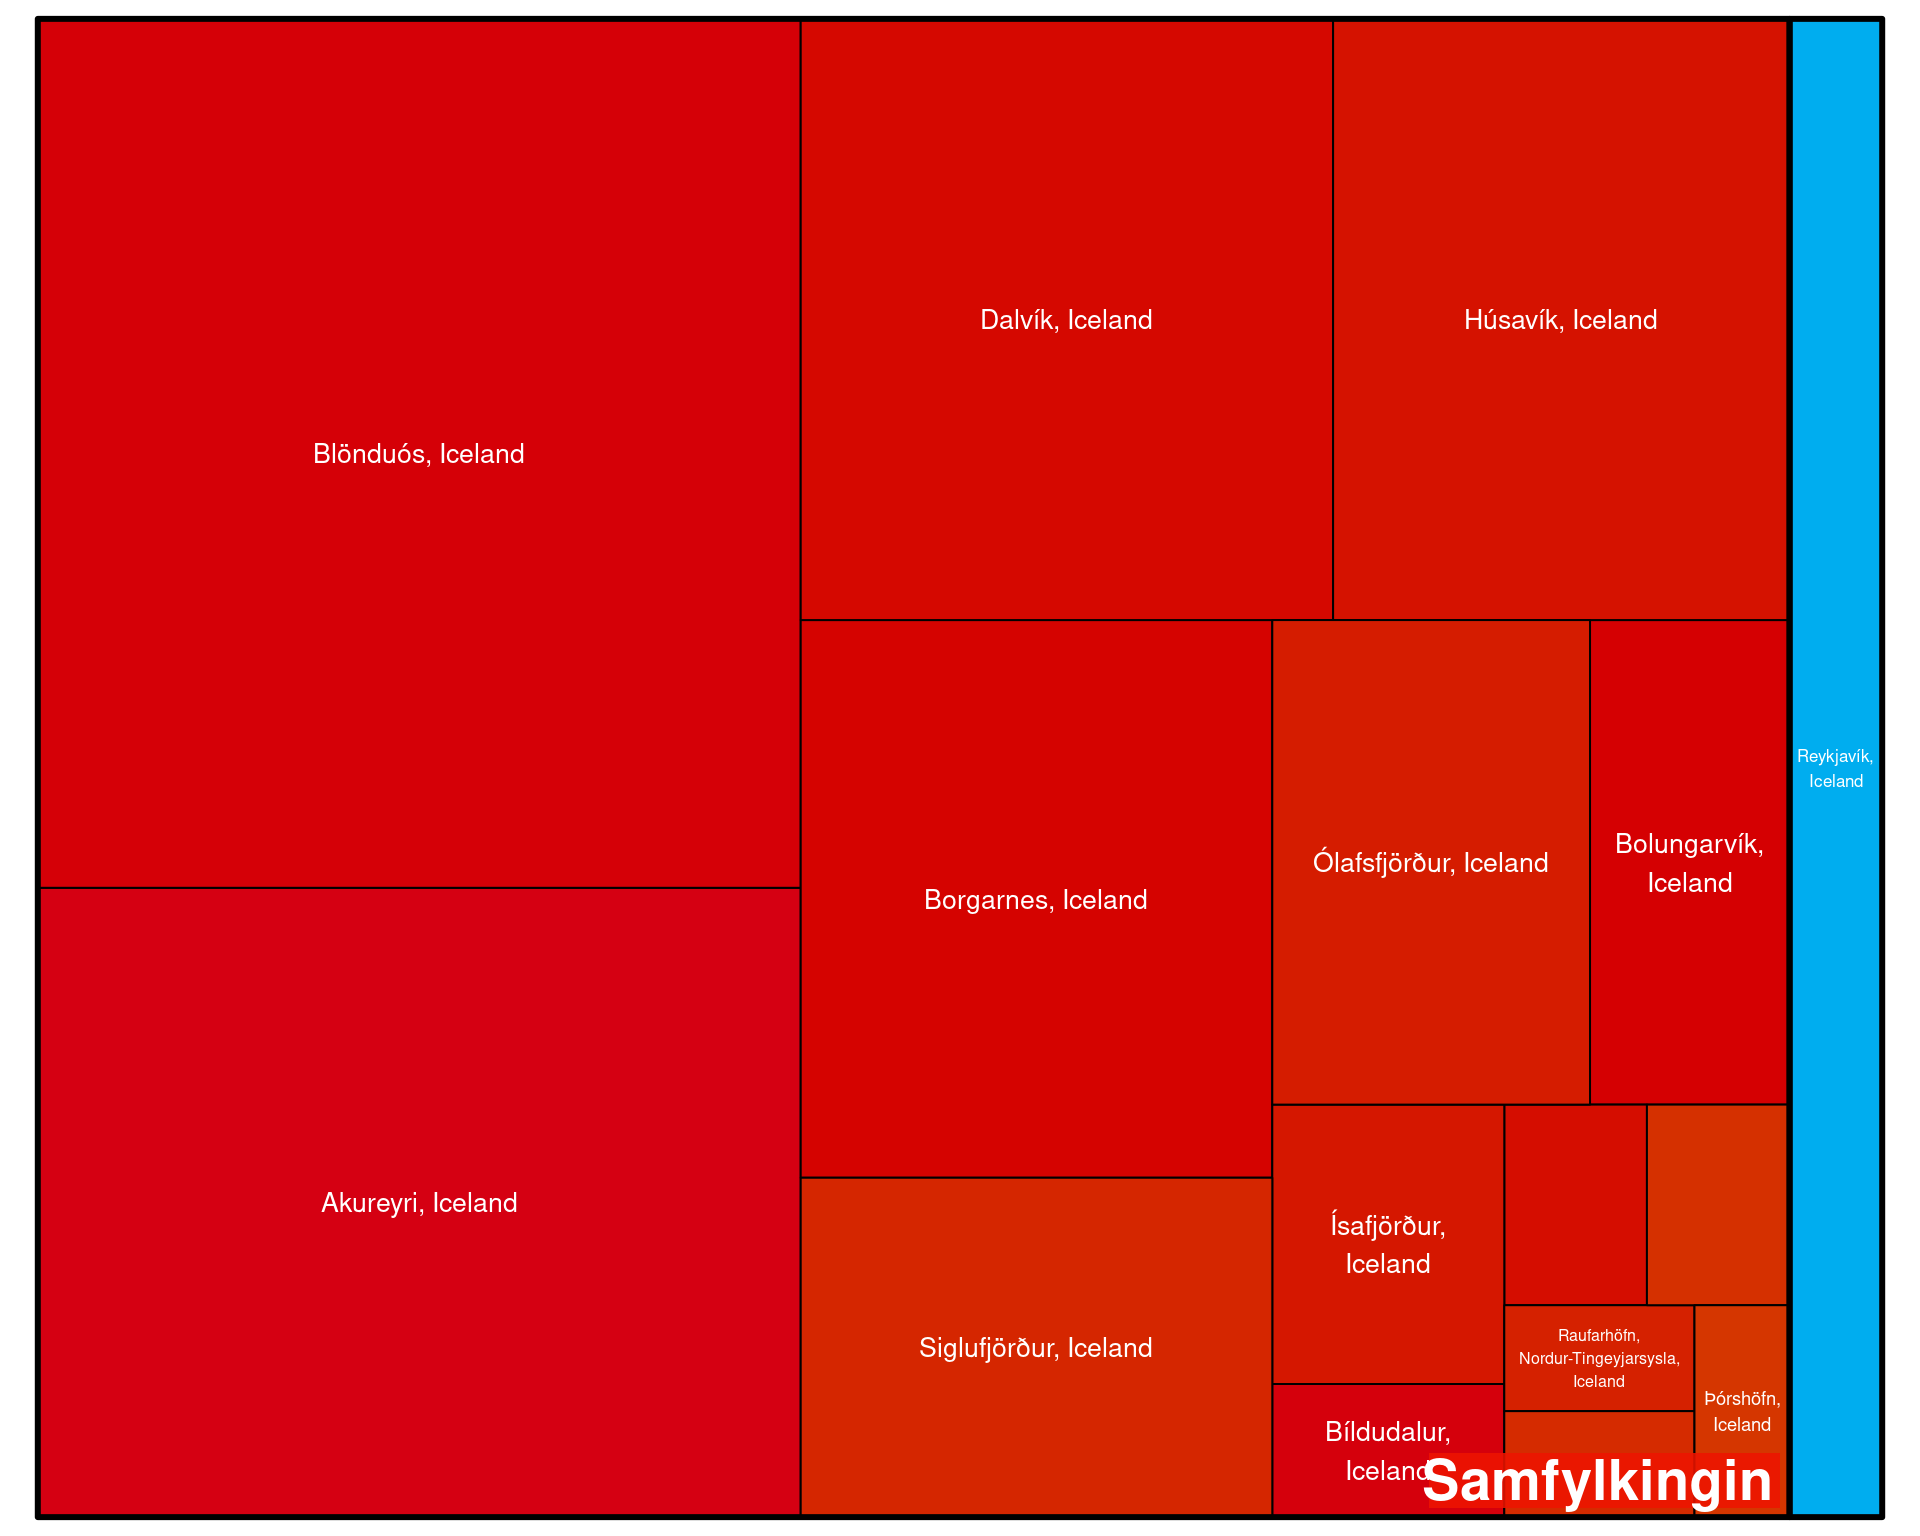 Blönduós, Iceland
Dalvík, Iceland
Húsavík, Iceland
Reykjavík,
Iceland
Borgarnes, Iceland
Ólafsfjörður, Iceland
Bolungarvík,
Iceland
Akureyri, Iceland
Siglufjörður, Iceland
Ísafjörður,
Iceland
Raufarhöfn,
Nordur-Tingeyjarsysla,
Iceland
Þórshöfn,
Iceland
Bíldudalur,
Iceland
Samfylkingin